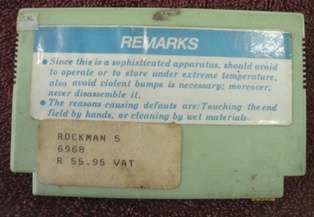 REMARKS
● Since this is a sophisticated apparatus, should avoid
to operate or to store under extreme temperature,
also avoid violent bumps is necessary; moreover,
never disassemble it.
● The reasons causing defauts are: Touching the end
field by hands, or cleaning by wet materials.
ROCKMAN 5
6968
R 55.95 VAT